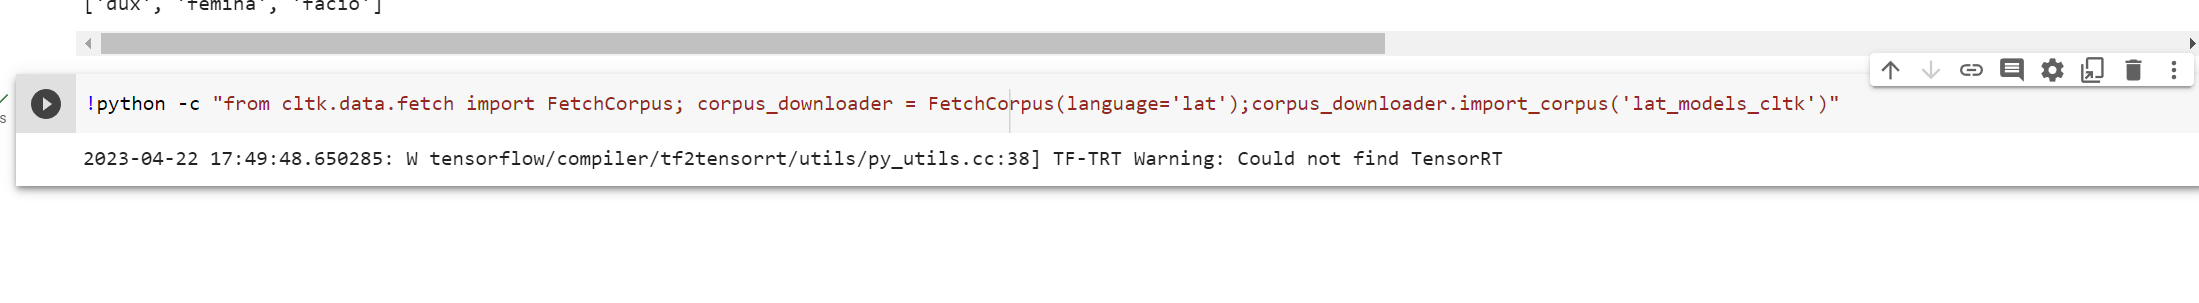 ['dux', 'femina', 'facio']
!python -c "from cltk.data.fetch import FetchCorpus; corpus_downloader = FetchCorpus(language='lat');corpus_downloader.import_corpus('lat_models_cltk')"
s
2023-04-22 17:49:48.650285: W tensorflow/compiler/tf2tensorrt/utils/py_utils.cc:38] TF-TRT Warning: Could not find TensorRT